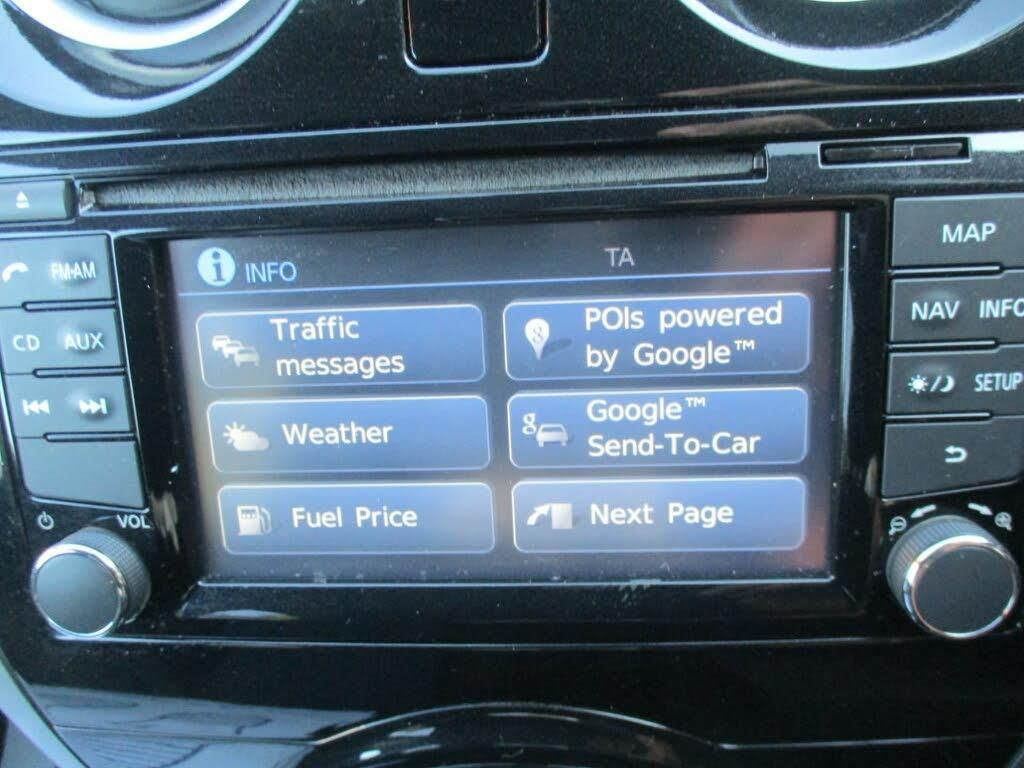 INFO
TA
Traffic
messages
POIs powered
by Google™
Weather
Google™
Send-To-Car
Fuel Price
Next Page
FM·AM
CD AUX
VOL
MAP
NAV INFO
SETUP